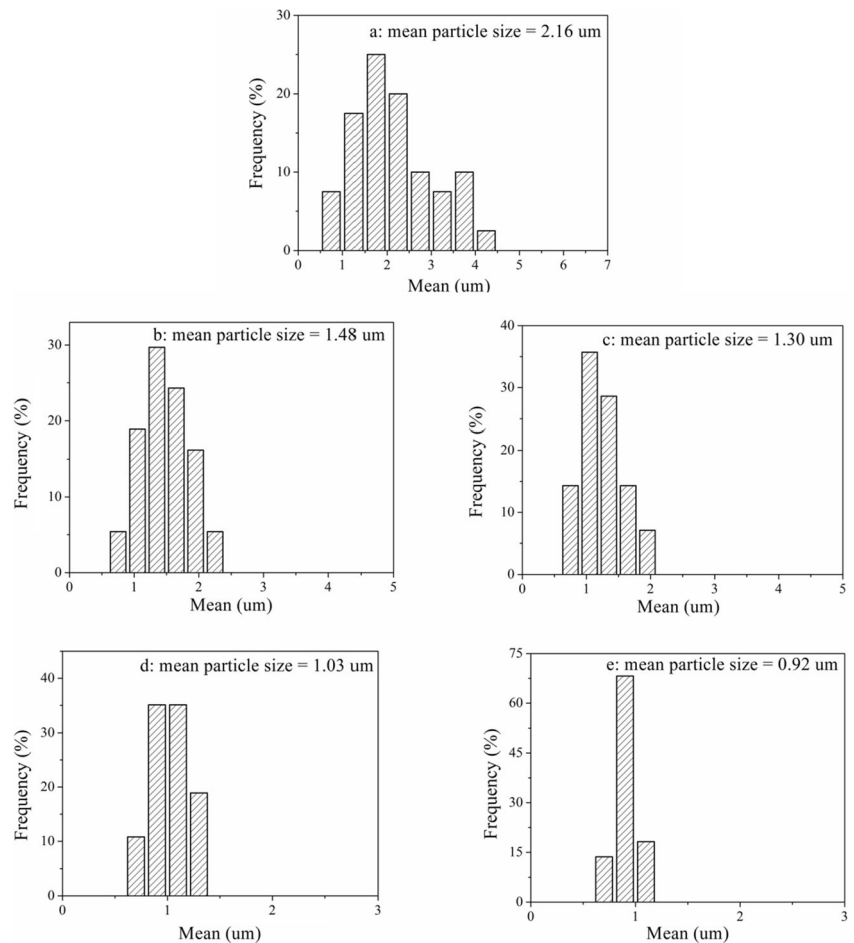 a: mean particle size = 2.16 um
30
20
10
0
Frequency (%)
0 1 2 3 4 5 6 7
Mean (um)
b: mean particle size = 1.48 um
30
20
10
0
Frequency (%)
0 1 2 3 4 5
Mean (um)
c: mean particle size = 1.30 um
40
30
20
10
0
Frequency (%)
0 1 2 3 4 5
Mean (um)
d: mean particle size = 1.03 um
40
30
20
10
0
Frequency (%)
0 1 2 3
Mean (um)
e: mean particle size = 0.92 um
75
60
45
30
15
0
Frequency (%)
0 1 2 3
Mean (um)